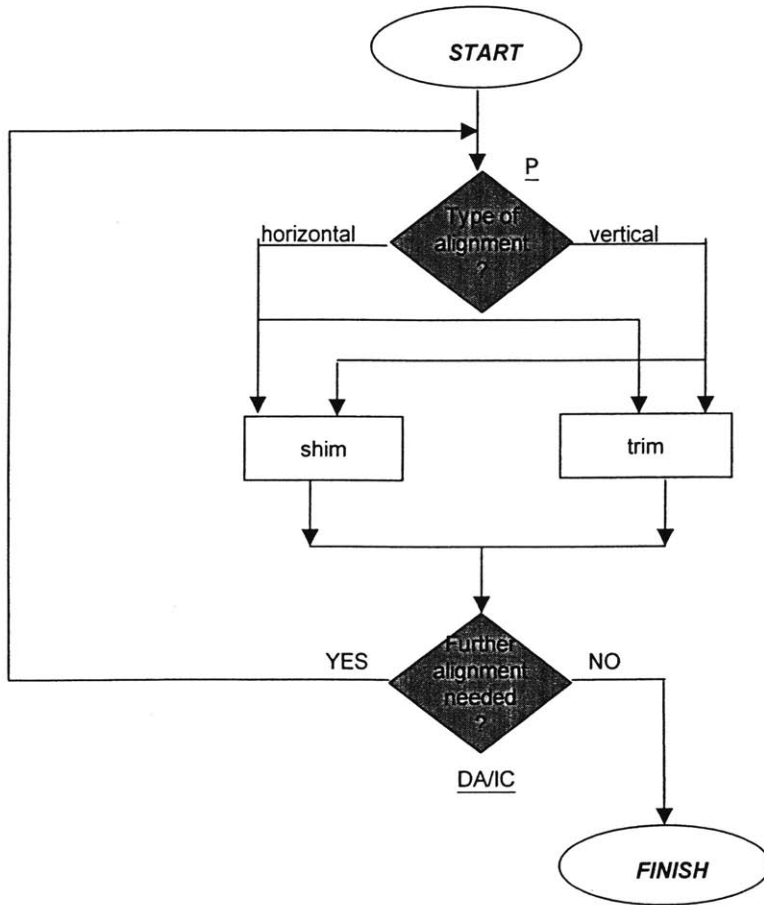 START
P
Type of
horizontal
alignment
vertical
?
shim
trim
Further
YES
alignment
NO
needed
?
DA/IC
FINISH